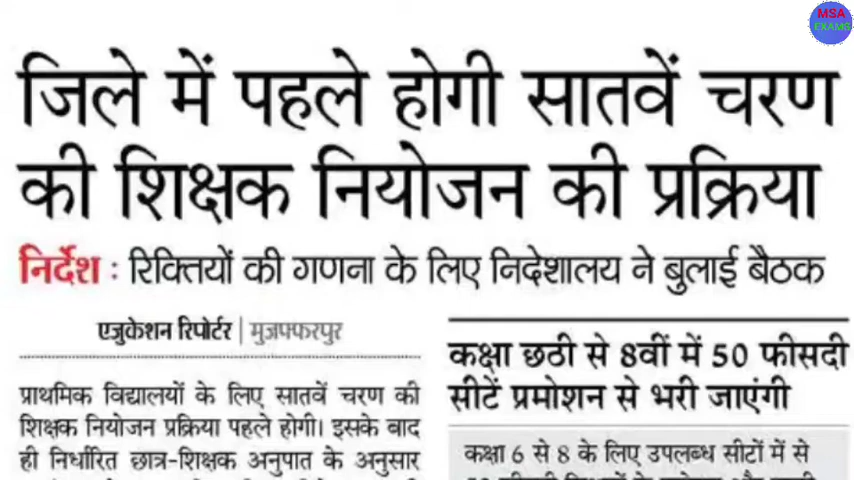 MSA
EXAMS
जिले में पहले होगी सातवें चरण
की शिक्षक नियोजन की प्रक्रिया
निर्देश : रिक्तियों की गणना के लिए निदेशालय ने बुलाई बैठक
एजुकेशन रिपोर्टर | मुजफ्फरपुर
प्राथमिक विद्यालयों के लिए सातवें चरण की
शिक्षक नियोजन प्रक्रिया पहले होगी। इसके बाद
ही निर्धारित छात्र-शिक्षक अनुपात के अनुसार
कक्षा छठी से 8वीं में 50 फीसदी
सीटें प्रमोशन से भरी जाएंगी
कक्षा 6 से 8 के लिए उपलब्ध सीटों में से